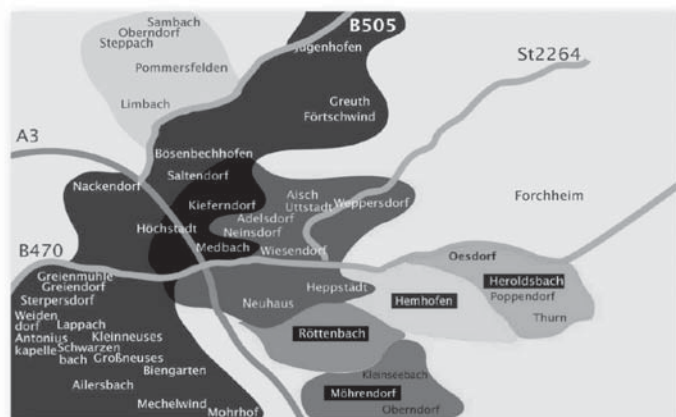 Sambach
Oberndorf
Steppach
Pommersfelden
Limbach
B505
Jugenhofen
St2264
Greuth
Förtschwind
A3
Bösenbechhofen
Saltendorf
Nackendorf
Kieferndorf
Aisch
Uttstadt
Weppersdorf
Forchheim
Adelsdorf
Neinsdorf
Höchstadt
Medbach
Wiesendorf
B470
Oesdorf
Greienmühle
Greiendorf
Sterpersdorf
Heppstädt
Heroldsbach
Poppendorf
Hemhofen
Neuhaus
Thurn
Weiden
dorf
Lappach
Antonius
kapelle
Kleinneuses
Schwarzen
bach
Großneuses
Röttenbach
Biengarten
Ailersbach
Kleinseebach
Möhrendorf
Mechelwind
Mohrhof
Oberndorf